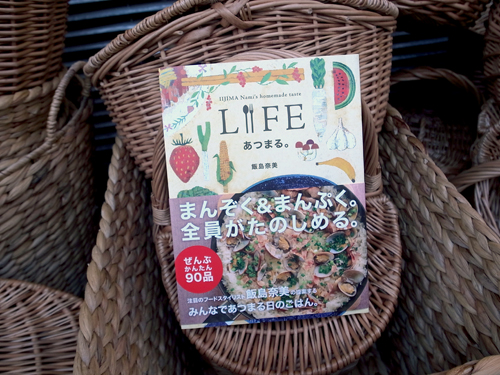 IIJIMA Nami's homemade taste
LIFE
あつまる。
飯島奈美
まんぞく&まんぷく。
全員がたのしめる。
ぜんぶ
かんたん
90品
注目のフードスタイリスト飯島奈美の提案する
みんなであつまる日のごはん。